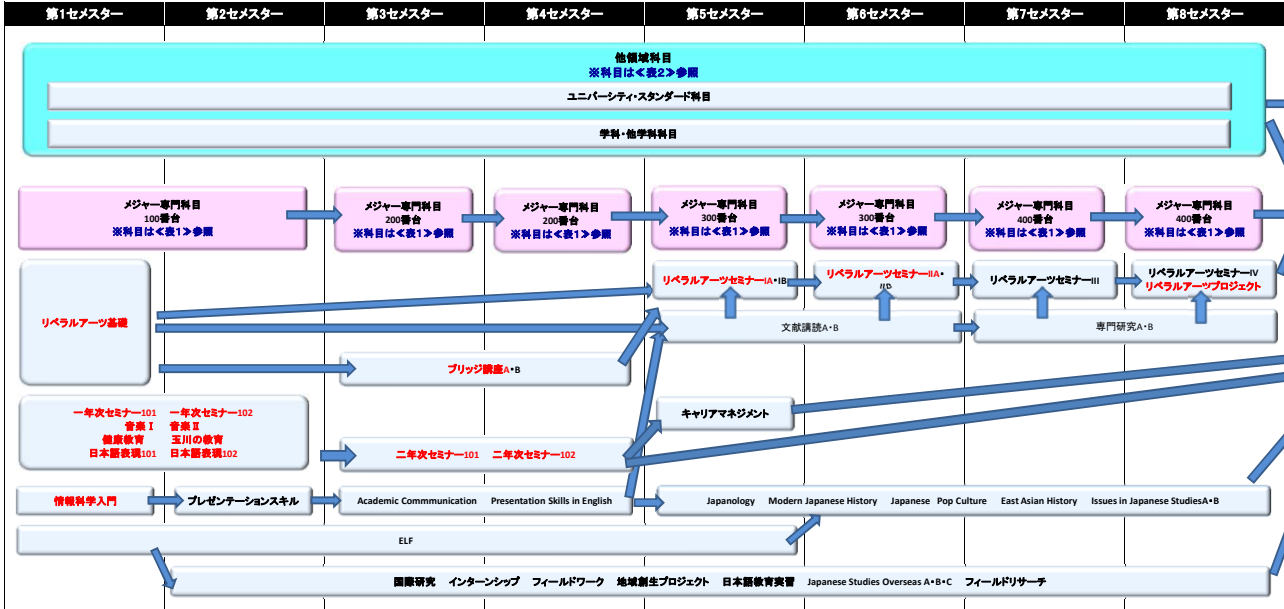 第1セメスター 第2セメスター 第3セメスター 第4セメスター 第5セメスター 第6セメスター 第7セメスター 第8セメスター
他領域科目
※科目は≪表2≫参照
ユニバーシティ・スタンダード科目
学科・他学科科目
メジャー専門科目
100番台
※科目は≪表1≫参照
メジャー専門科目
200番台
※科目は≪表1≫参照
メジャー専門科目
200番台
※科目は≪表1≫参照
メジャー専門科目
300番台
※科目は≪表1≫参照
メジャー専門科目
300番台
※科目は≪表1≫参照
メジャー専門科目
400番台
※科目は≪表1≫参照
メジャー専門科目
400番台
※科目は≪表1≫参照
リベラルアーツ基礎
リベラルアーツセミナーIA・IB
リベラルアーツセミナーIIA・
IIB
リベラルアーツセミナーIII
リベラルアーツセミナーIV
リベラルアーツプロジェクト
文献講読A・B
専門研究A・B
ブリッジ講座A・B
一年次セミナー101 一年次セミナー102
音楽Ⅰ 音楽Ⅱ
健康教育 玉川の教育
日本語表現101 日本語表現102
キャリアマネジメント
二年次セミナー101 二年次セミナー102
情報科学入門
プレゼンテーションスキル
Academic Commmunication Presentation Skills in English
Japanology Modern Japanese History Japanese Pop Culture East Asian History Issues in Japanese StudiesA・B
ELF
国際研究 インターンシップ フィールドワーク 地域創生プロジェクト 日本語教育実習 Japanese Studies Overseas A・B・C フィールドリサーチ